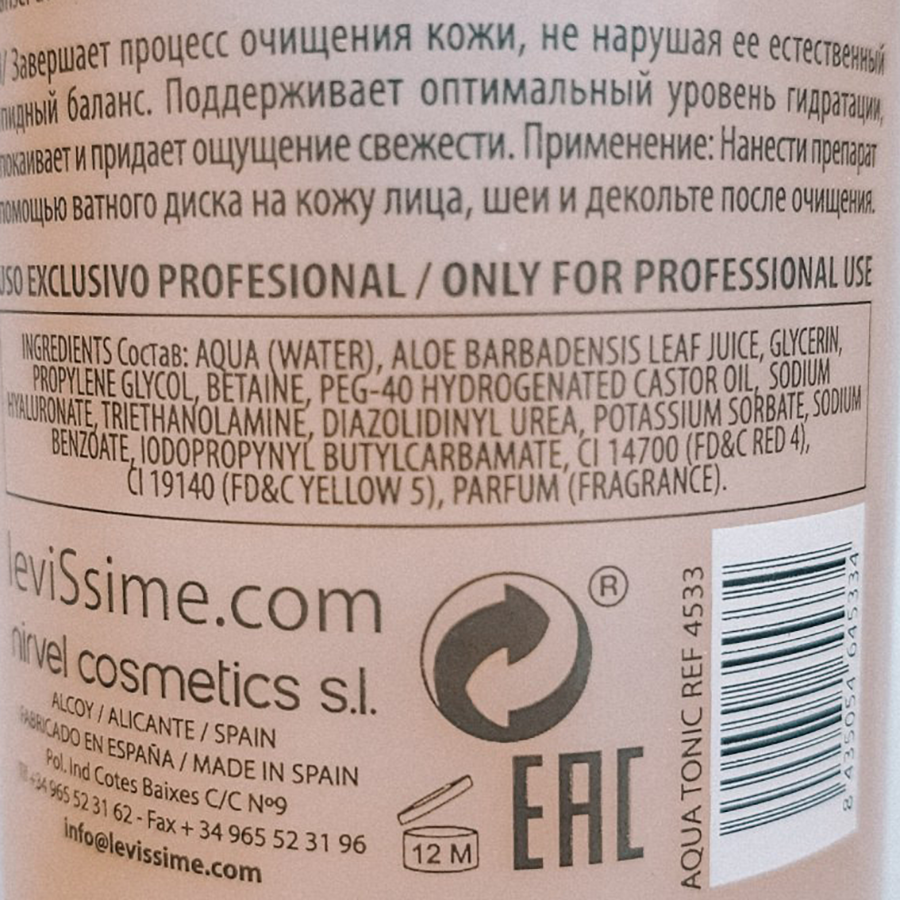 / Завершает процесс очищения кожи, не нарушая ее естественный
баланс. Поддерживает оптимальный уровень гидратации,
и придает ощущение свежести. Применение: Нанести препарат
ватного диска на кожу лица, шеи и декольте после очищения.
USO EXCLUSIVO PROFESIONAL / ONLY FOR PROFESSIONAL USE
INGREDIENTS Состав: AQUA (WATER), ALOE BARBADENSIS LEAF JUICE, GLYCERIN,
PROPYLENE GLYCOL, BETAINE, PEG-40 HYDROGENATED CASTOR OIL, SODIUM
HYALURONATE, TRIETHANOLAMINE, DIAZOLIDINYL UREA, POTASSIUM SORBATE, SODIUM
BENZOATE, IODOPROPYNYL BUTYLCARBAMATE, CI 14700 (FD&C RED 4),
CI 19140 (FD&C YELLOW 5), PARFUM (FRAGRANCE).
leviSsime.com
nirvel cosmetics s.l.
ALCOY / ALICANTE / SPAIN
FABRICADO EN ESPAÑA / MADE IN SPAIN
Pol. Ind Cotes Baixes C/C Nº9
+34 965 52 31 62 - Fax + 34 965 52 31 96
info@levissime.com
®
12 M
EAC
AQUA TONIC REF 4533
8 435054 645334